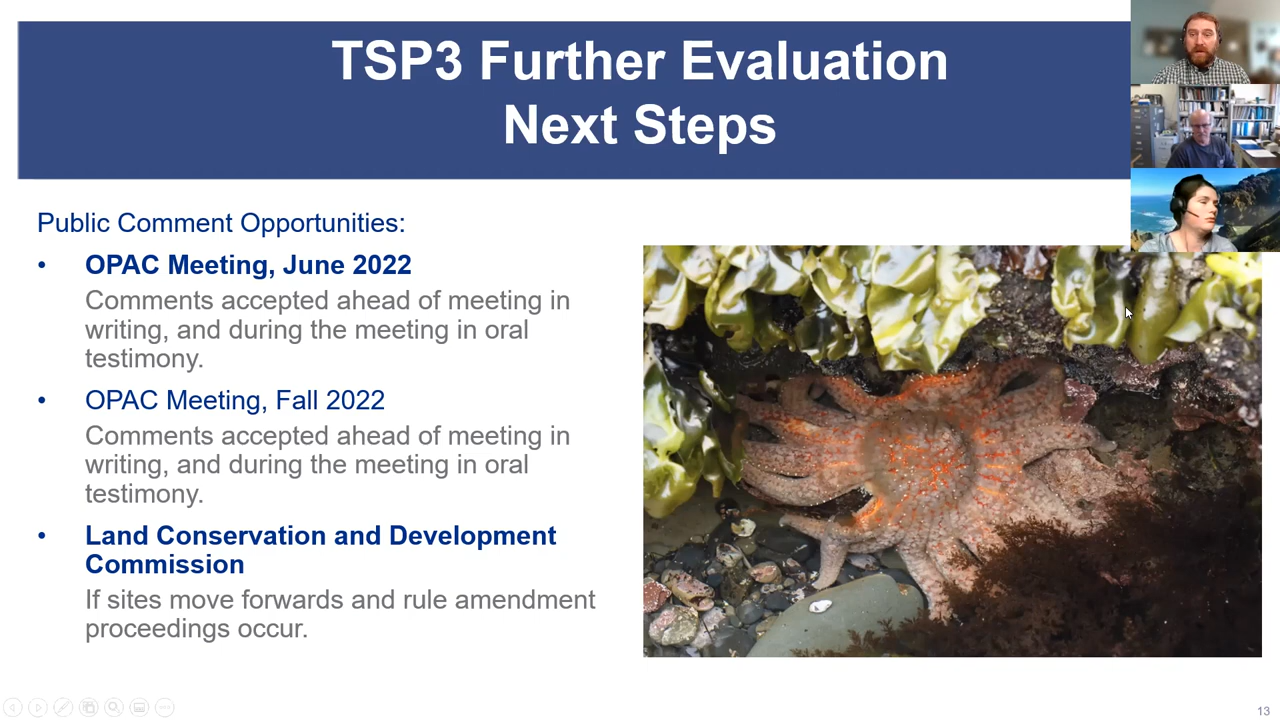 TSP3 Further Evaluation
Next Steps
Public Comment Opportunities:
• OPAC Meeting, June 2022
Comments accepted ahead of meeting in
writing, and during the meeting in oral
testimony.
• OPAC Meeting, Fall 2022
Comments accepted ahead of meeting in
writing, and during the meeting in oral
testimony.
• Land Conservation and Development
Commission
If sites move forwards and rule amendment
proceedings occur.
13